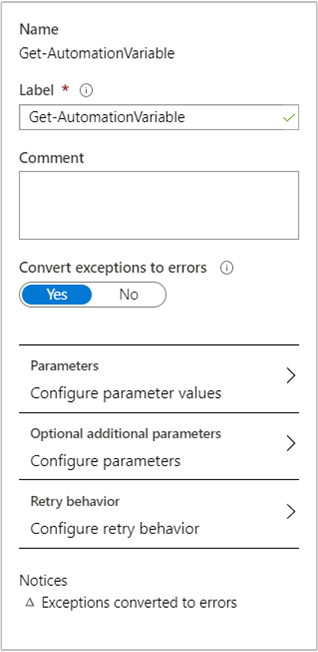 Name
Get-AutomationVariable
Label *
Get-AutomationVariable
Comment
Convert exceptions to errors
Yes No
Parameters
Configure parameter values
Optional additional parameters
Configure parameters
Retry behavior
Configure retry behavior
Notices
Exceptions converted to errors